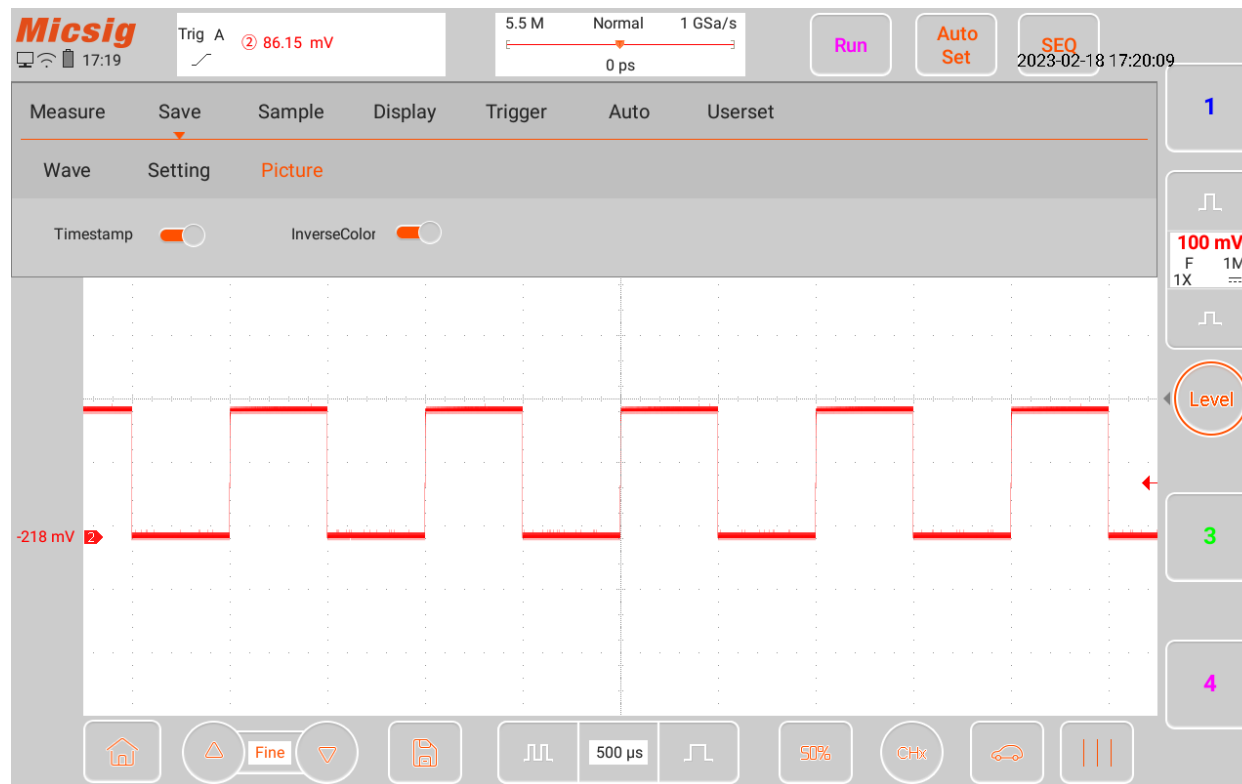 Micsig
17:19
Trig A ② 86.15 mV
5.5 M Normal 1 GSa/s
0 ps
Run
Auto
Set
SEQ
2023-02-18 17:20:09
Measure Save Sample Display Trigger Auto Userset
Wave Setting Picture
Timestamp InverseColor
1
100 mV
F 1M
1X
Level
-218 mV 2
3
4
Fine
500 µs
50%
CHx